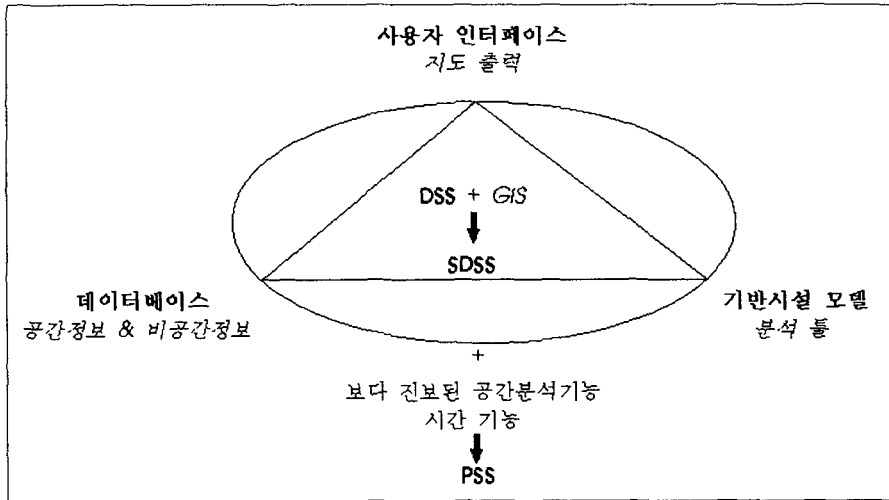 사용자 인터페이스
지도 출력
DSS + GIS
SDSS
데이터베이스
공간정보 & 비공간정보
기반시설 모델
분석 툴
+
보다 진보된 공간분석기능
시간 기능
PSS